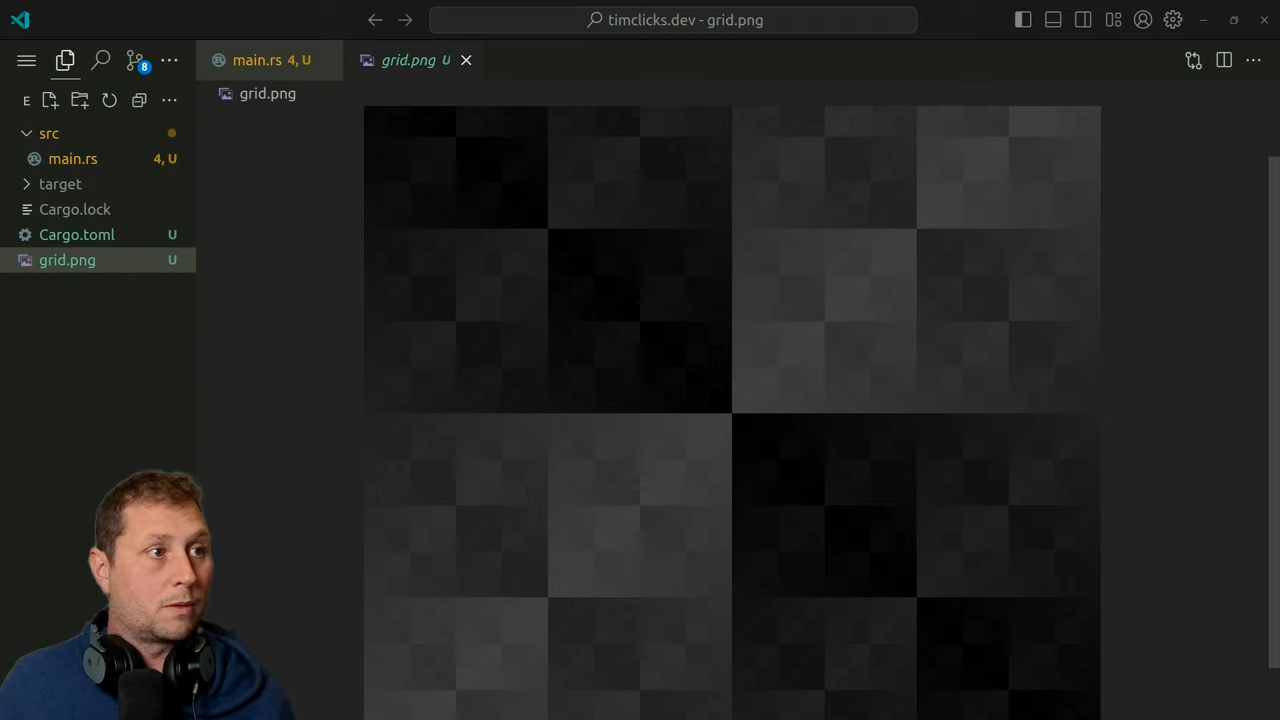 timclicks.dev - grid.png
8
main.rs 4, U
grid.png U
E
grid.png
src
main.rs 4, U
target
Cargo.lock
Cargo.toml U
grid.png U